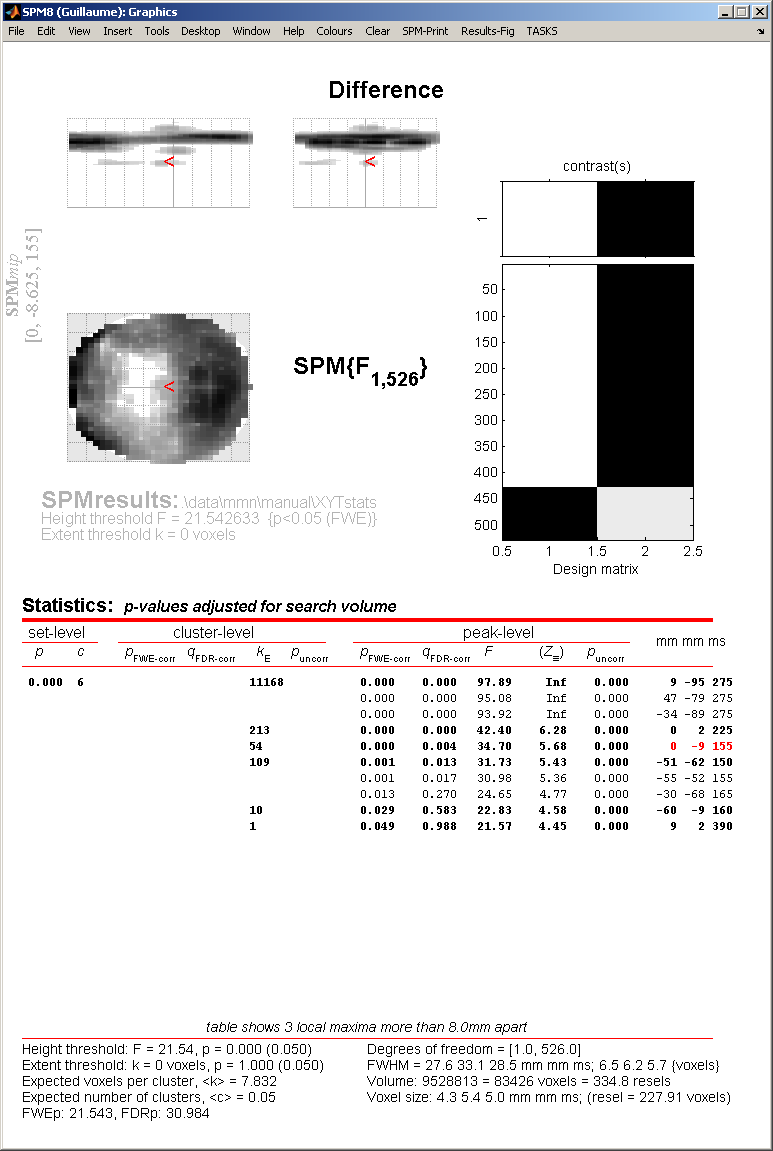 SPM8 (Guillaume): Graphics
File Edit View Insert Tools Desktop Window Help Colours Clear SPM-Print Results-Fig TASKS
Difference
contrast(s)
1
SPMmip
[0, -8.625, 155]
<
<
<
SPM{F1,526}
50
100
150
200
250
300
350
400
450
500
0.5 1 1.5 2 2.5
Design matrix
SPMresults: .\data\mmn\manual\XYTstats
Height threshold F = 21.542633 {p<0.05 (FWE)}
Extent threshold k = 0 voxels
Statistics: p-values adjusted for search volume
set-level cluster-level peak-level mm mm ms
p c pFWE-corr qFDR-corr kE puncorr pFWE-corr qFDR-corr F (Z≡) puncorr
0.000 6 11168 0.000 0.000 97.89 Inf 0.000 9 -95 275
0.000 0.000 95.08 Inf 0.000 47 -79 275
0.000 0.000 93.92 Inf 0.000 -34 -89 275
213 0.000 0.000 42.40 6.28 0.000 0 2 225
54 0.000 0.004 34.70 5.68 0.000 0 -9 155
109 0.001 0.013 31.73 5.43 0.000 -51 -62 150
0.001 0.017 30.98 5.36 0.000 -55 -52 155
0.013 0.270 24.65 4.77 0.000 -30 -68 165
10 0.029 0.583 22.83 4.58 0.000 -60 -9 160
1 0.049 0.988 21.57 4.45 0.000 9 2 390
table shows 3 local maxima more than 8.0mm apart
Height threshold: F = 21.54, p = 0.000 (0.050)
Extent threshold: k = 0 voxels, p = 1.000 (0.050)
Expected voxels per cluster, <k> = 7.832
Expected number of clusters, <c> = 0.05
FWEp: 21.543, FDRp: 30.984
Degrees of freedom = [1.0, 526.0]
FWHM = 27.6 33.1 28.5 mm mm ms; 6.5 6.2 5.7 {voxels}
Volume: 9528813 = 83426 voxels = 334.8 resels
Voxel size: 4.3 5.4 5.0 mm mm ms; (resel = 227.91 voxels)